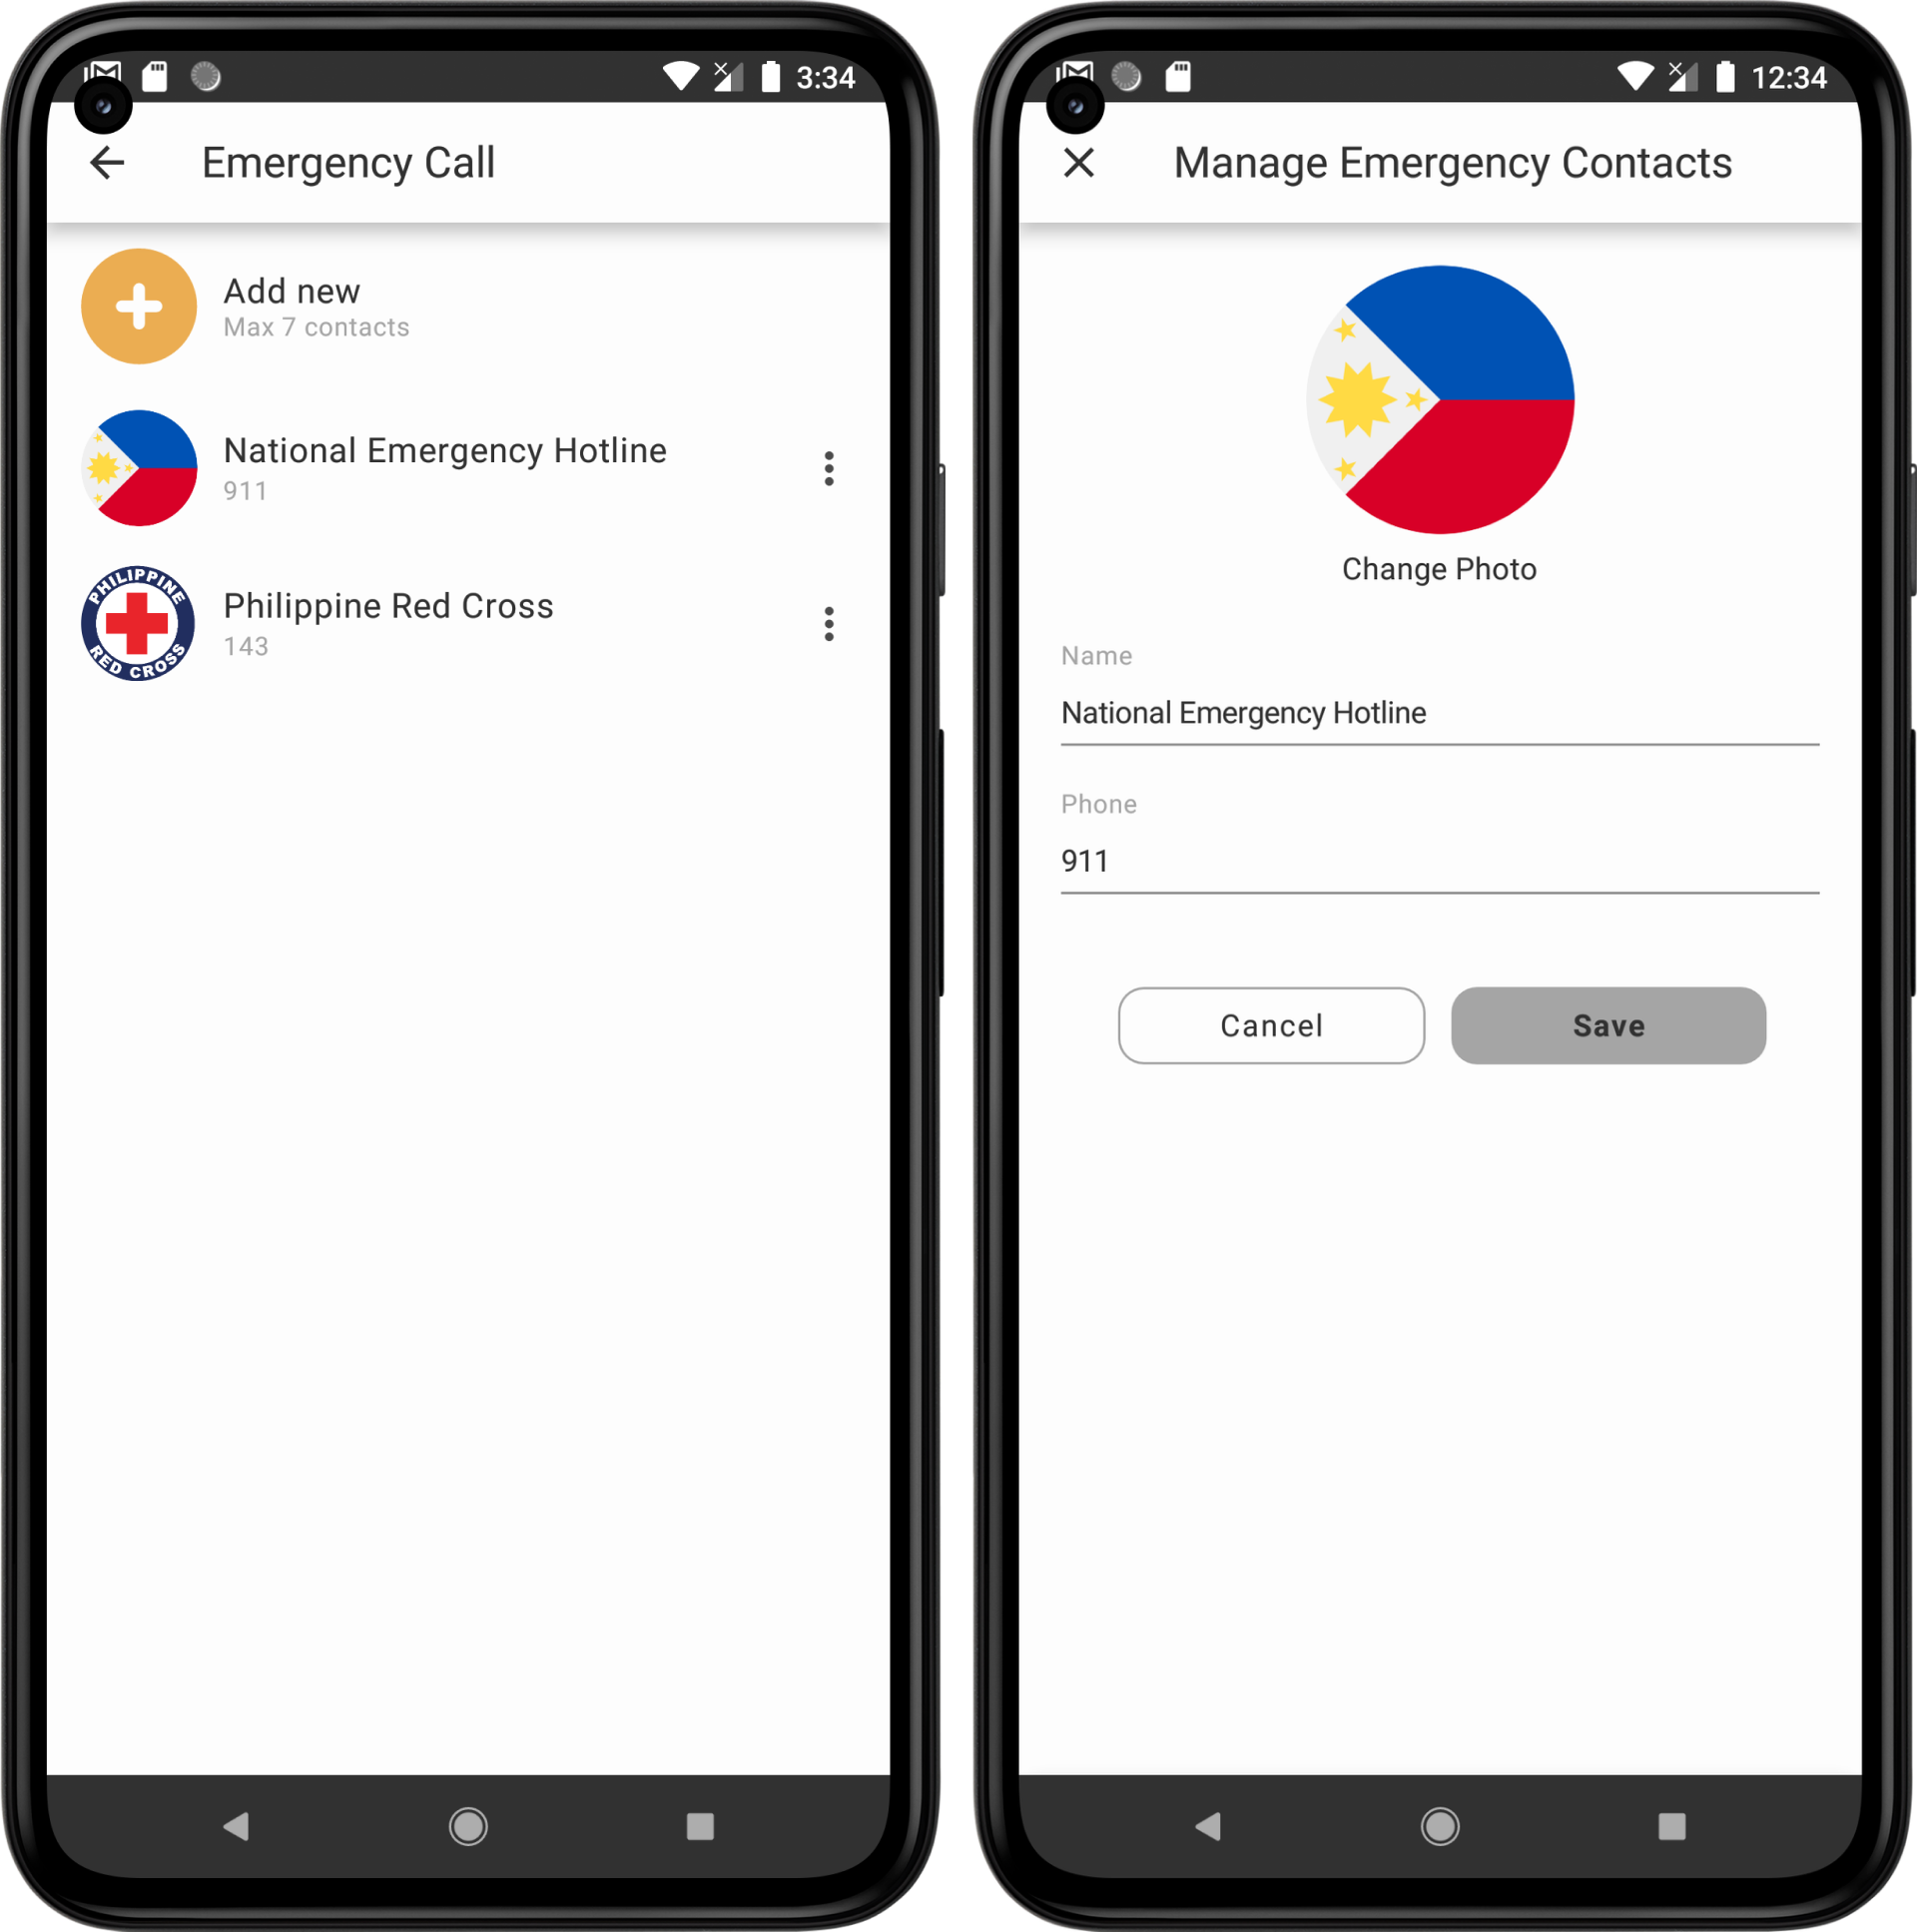 3:34
Emergency Call
Add new
Max 7 contacts
National Emergency Hotline
911
PHILIPPINE
RED CROSS
Philippine Red Cross
143
12:34
Manage Emergency Contacts
Change Photo
Name
National Emergency Hotline
Phone
911
Cancel
Save